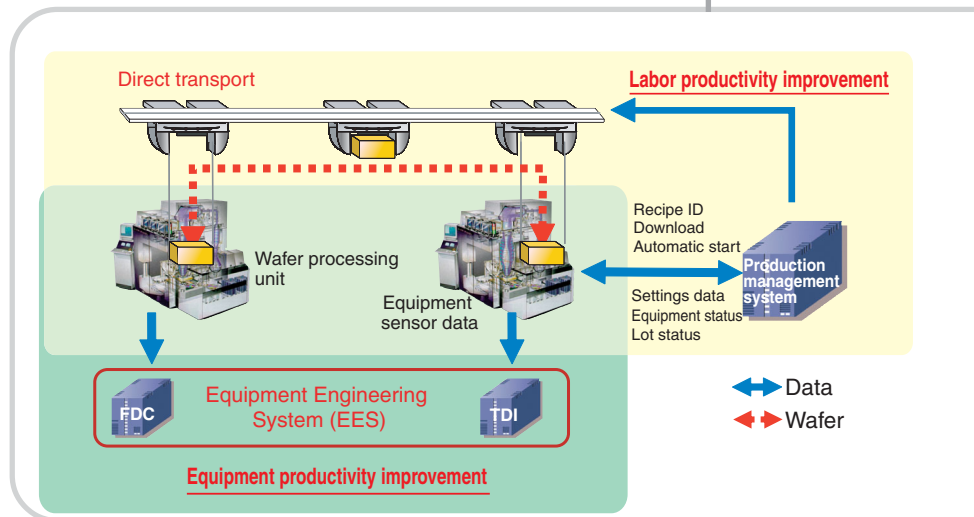 Direct transport
Labor productivity improvement
Recipe ID
Download
Automatic start
Production
management
system
Wafer processing
unit
Equipment
sensor data
Settings data
Equipment status
Lot status
FDC
Equipment Engineering
System (EES)
TDI
Data
Wafer
Equipment productivity improvement